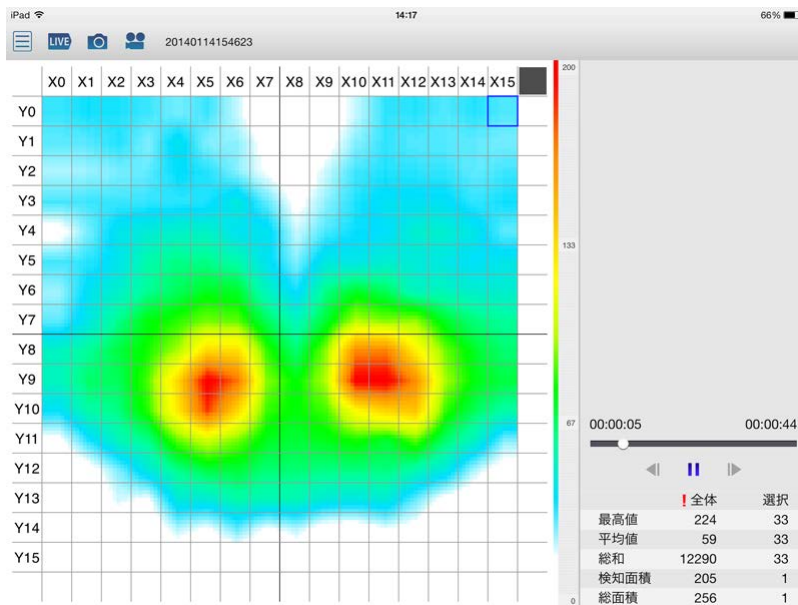 iPad 14:17 66%
LIVE 20140114154623
X0 X1 X2 X3 X4 X5 X6 X7 X8 X9 X10 X11 X12 X13 X14 X15
Y0
Y1
Y2
Y3
Y4
Y5
Y6
Y7
Y8
Y9
Y10
Y11
Y12
Y13
Y14
Y15
200
133
67
0
00:00:05 00:00:44
!全体 選択
最高値 224 33
平均値 59 33
総和 12290 33
検知面積 205 1
総面積 256 1